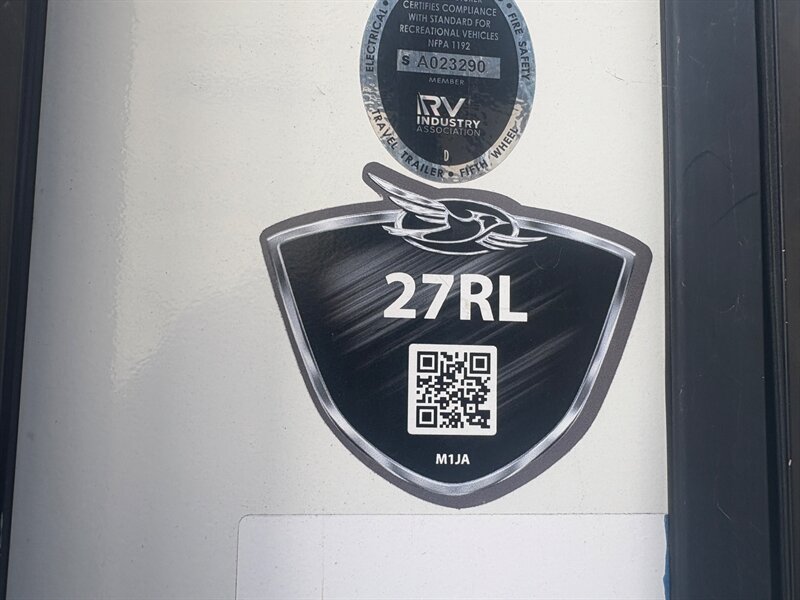 CERTIFIES COMPLIANCE
WITH STANDARD FOR
RECREATIONAL VEHICLES
NFPA 1192
S A023290
MEMBER
RV
INDUSTRY
ASSOCIATION
D
ELECTRICAL •
• FIRE SAFETY
TRAVEL TRAILER • FIFTH WHEEL
27RL
M1JA